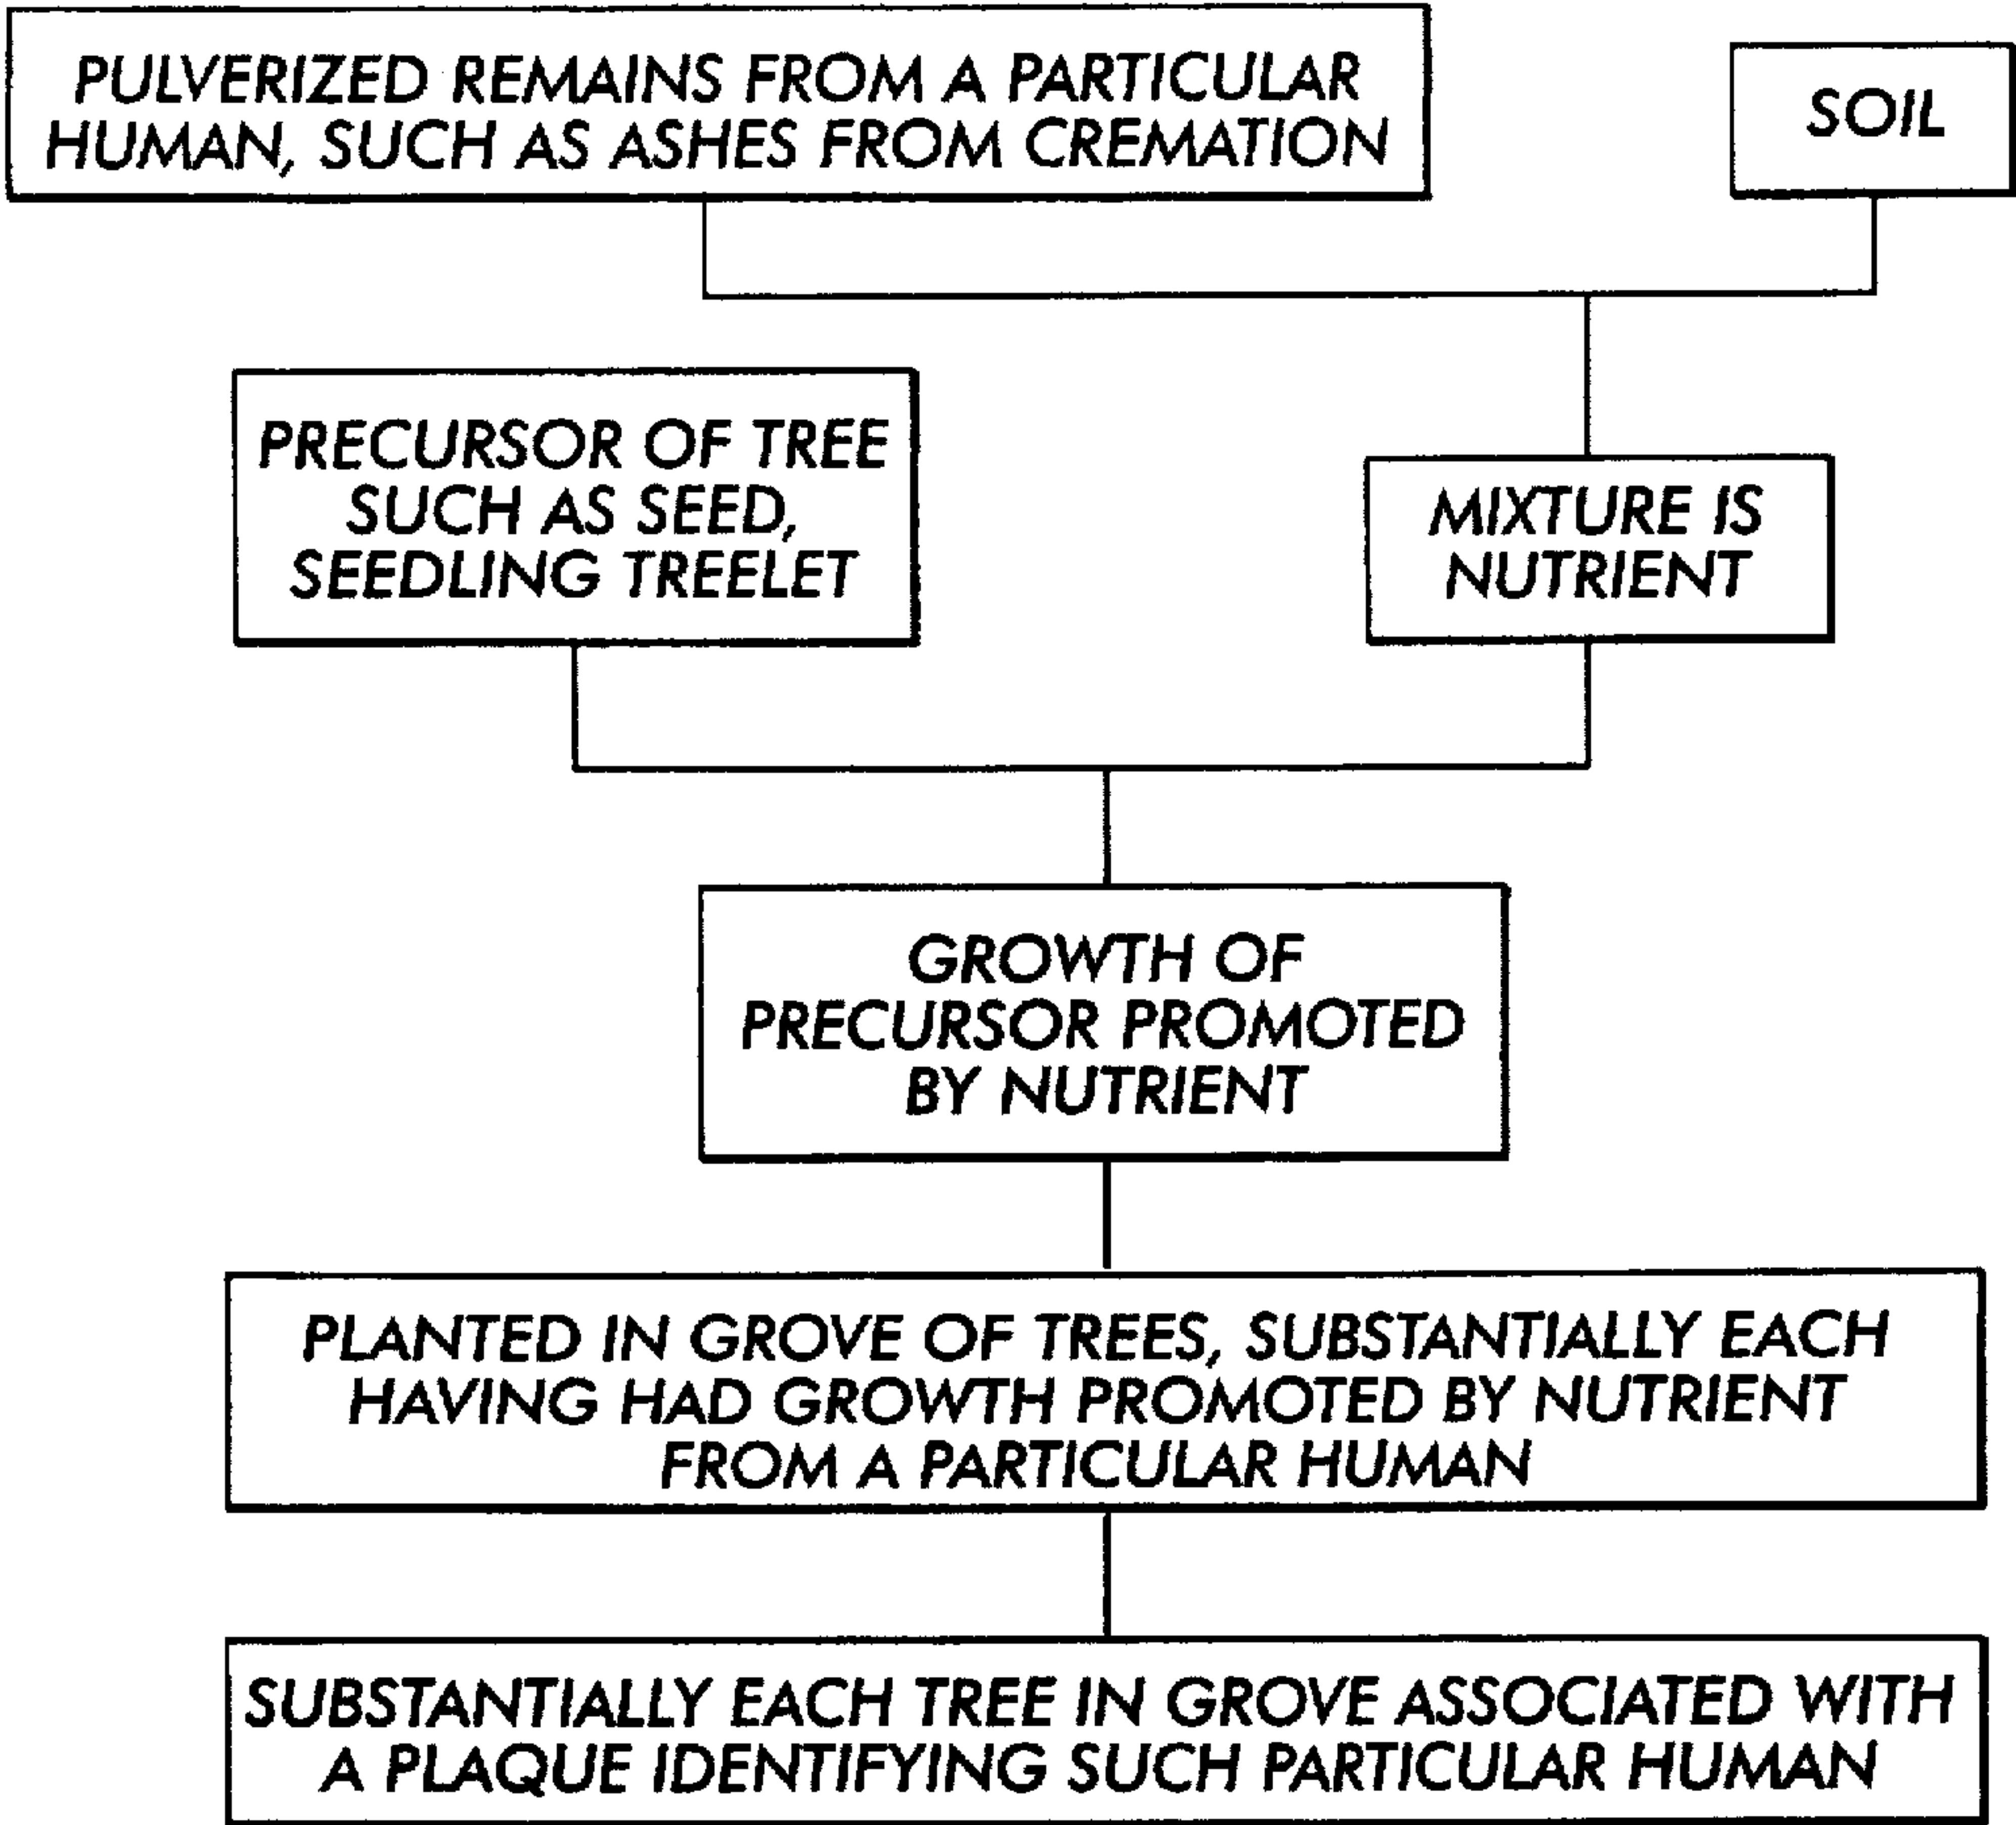 PULVERIZED REMAINS FROM A PARTICULAR
HUMAN, SUCH AS ASHES FROM CREMATION
SOIL
PRECURSOR OF TREE
SUCH AS SEED,
SEEDLING TREELET
MIXTURE IS
NUTRIENT
GROWTH OF
PRECURSOR PROMOTED
BY NUTRIENT
PLANTED IN GROVE OF TREES, SUBSTANTIALLY EACH
HAVING HAD GROWTH PROMOTED BY NUTRIENT
FROM A PARTICULAR HUMAN
SUBSTANTIALLY EACH TREE IN GROVE ASSOCIATED WITH
A PLAQUE IDENTIFYING SUCH PARTICULAR HUMAN